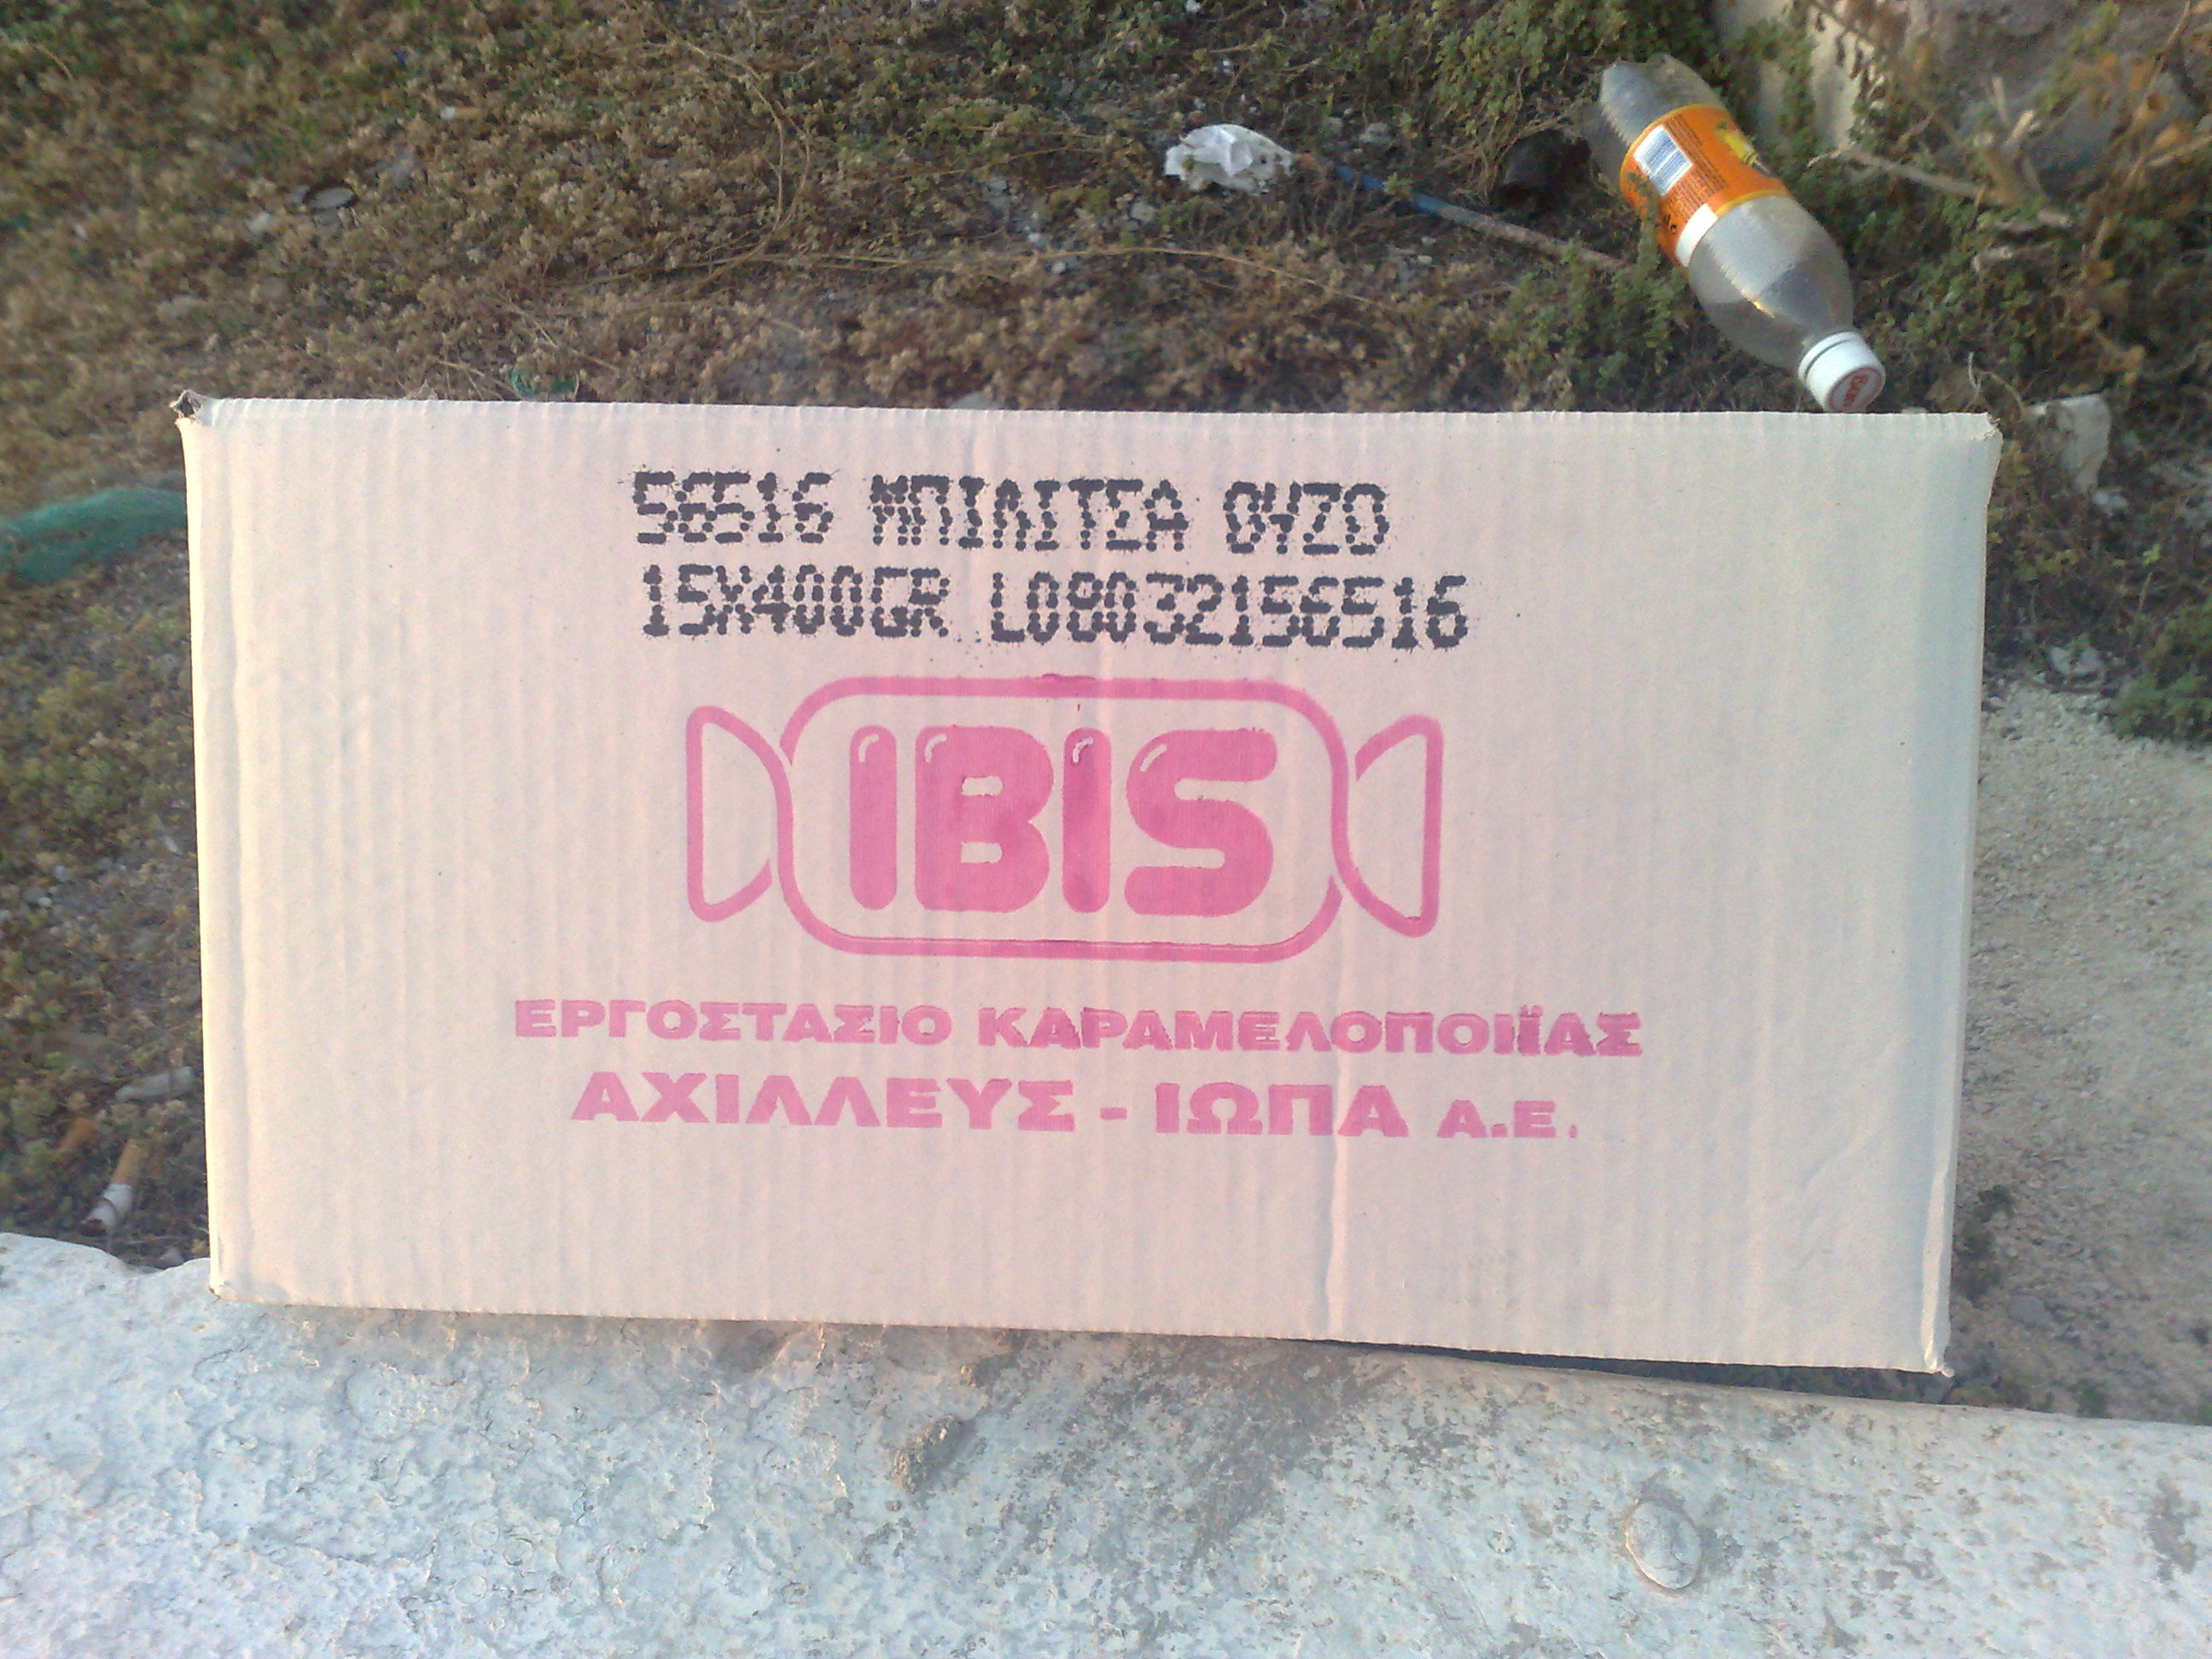 56516 ΜΠΙΛΙΤΣΑ ΟΥΖΟ
15X400GR L08032156516
IBIS
ΕΡΓΟΣΤΑΣΙΟ ΚΑΡΑΜΕΛΟΠΟΙΪΑΣ
ΑΧΙΛΛΕΥΣ - ΙΩΠΑ Α.Ε.